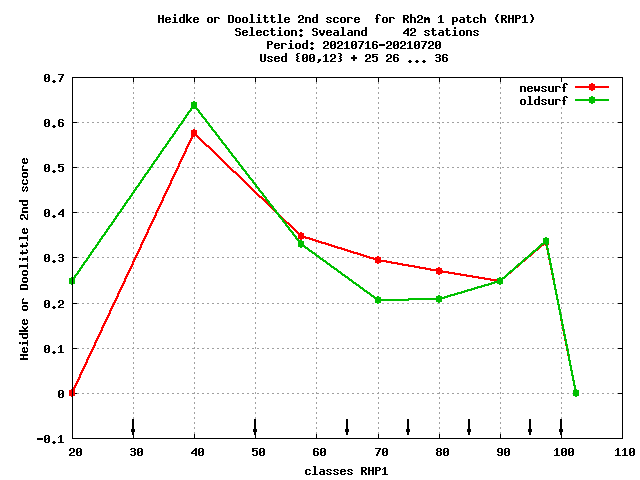 Heidke or Doolittle 2nd score  for Rh2m 1 patch (RHP1)
Selection: Svealand     42 stations
Period: 20210716-20210720
Used {00,12} + 25 26 ... 36
newsurf
oldsurf
Heidke or Doolittle 2nd score
0.7
0.6
0.5
0.4
0.3
0.2
0.1
0
-0.1
20 30 40 50 60 70 80 90 100 110
classes RHP1